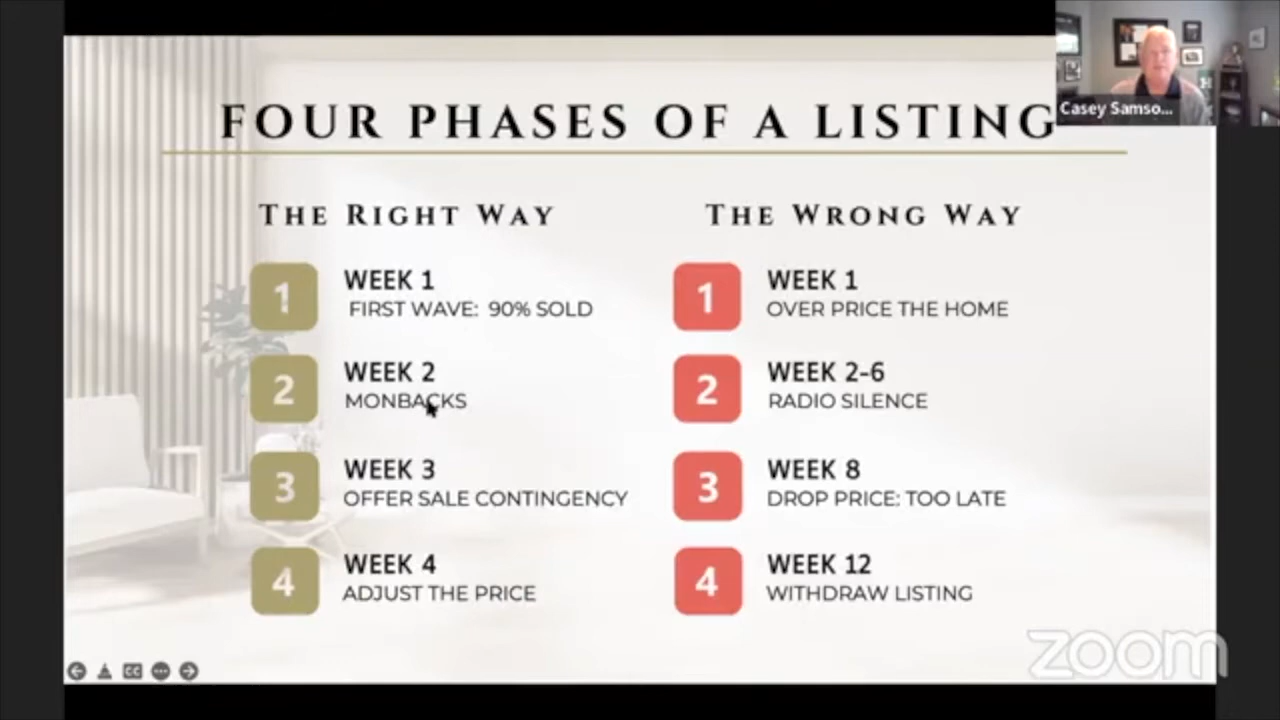 FOUR PHASES OF A LISTING
Casey Samso...
THE RIGHT WAY
1
WEEK 1
FIRST WAVE: 90% SOLD
2
WEEK 2
MONBACKS
3
WEEK 3
OFFER SALE CONTINGENCY
4
WEEK 4
ADJUST THE PRICE
THE WRONG WAY
1
WEEK 1
OVER PRICE THE HOME
2
WEEK 2-6
RADIO SILENCE
3
WEEK 8
DROP PRICE: TOO LATE
4
WEEK 12
WITHDRAW LISTING
CC
zoom